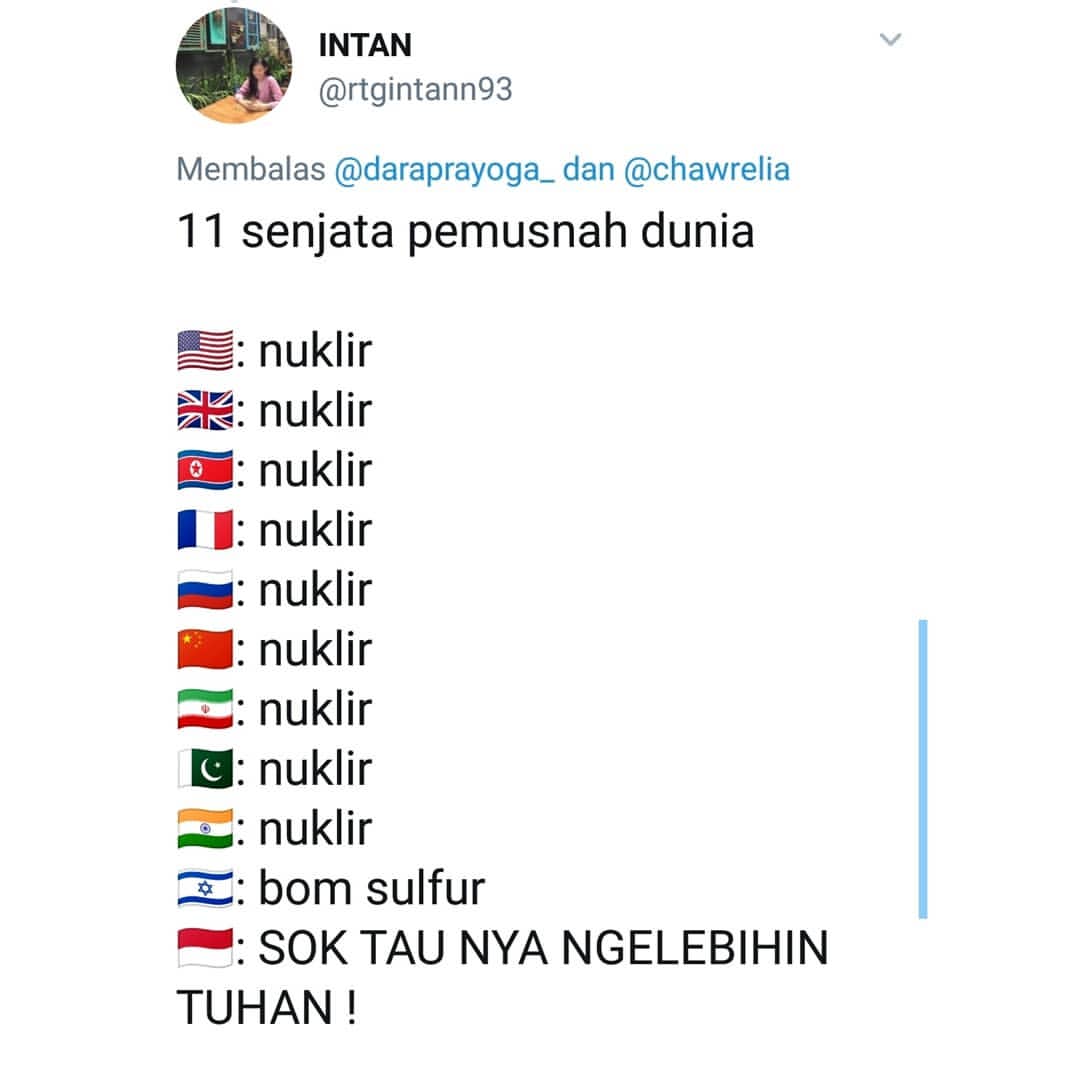 INTAN
@rtgintann93
Membalas @daraprayoga_ dan @chawrelia
11 senjata pemusnah dunia
🇺🇸: nuklir
🇬🇧: nuklir
🇰🇵: nuklir
🇫🇷: nuklir
🇷🇺: nuklir
🇨🇳: nuklir
🇮🇷: nuklir
🇵🇰: nuklir
🇮🇳: nuklir
🇮🇱: bom sulfur
🇮🇩: SOK TAU NYA NGELEBIHIN
TUHAN !